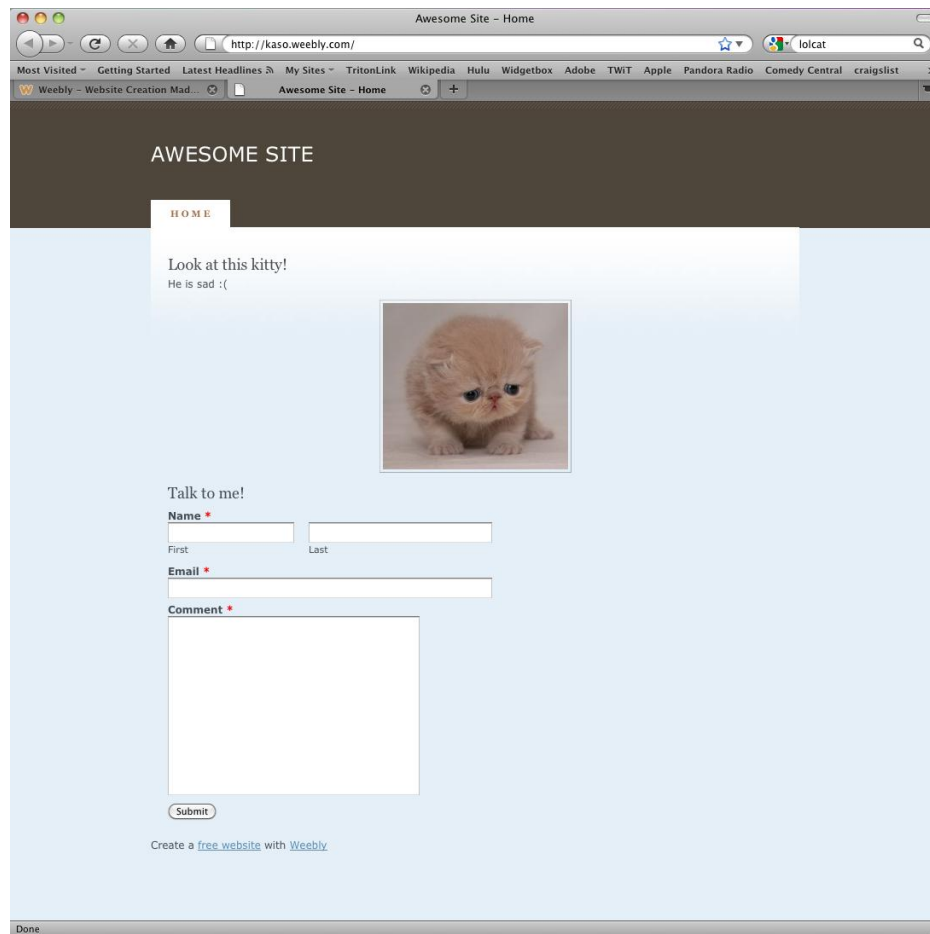 Awesome Site – Home
http://kaso.weebly.com/ lolcat
Most Visited Getting Started Latest Headlines My Sites TritonLink Wikipedia Hulu Widgetbox Adobe TWiT Apple Pandora Radio Comedy Central craigslist
W Weebly – Website Creation Mad... Awesome Site – Home
AWESOME SITE
HOME
Look at this kitty!
He is sad :(
Talk to me!
Name *
First Last
Email *
Comment *
Submit
Create a free website with Weebly
Done